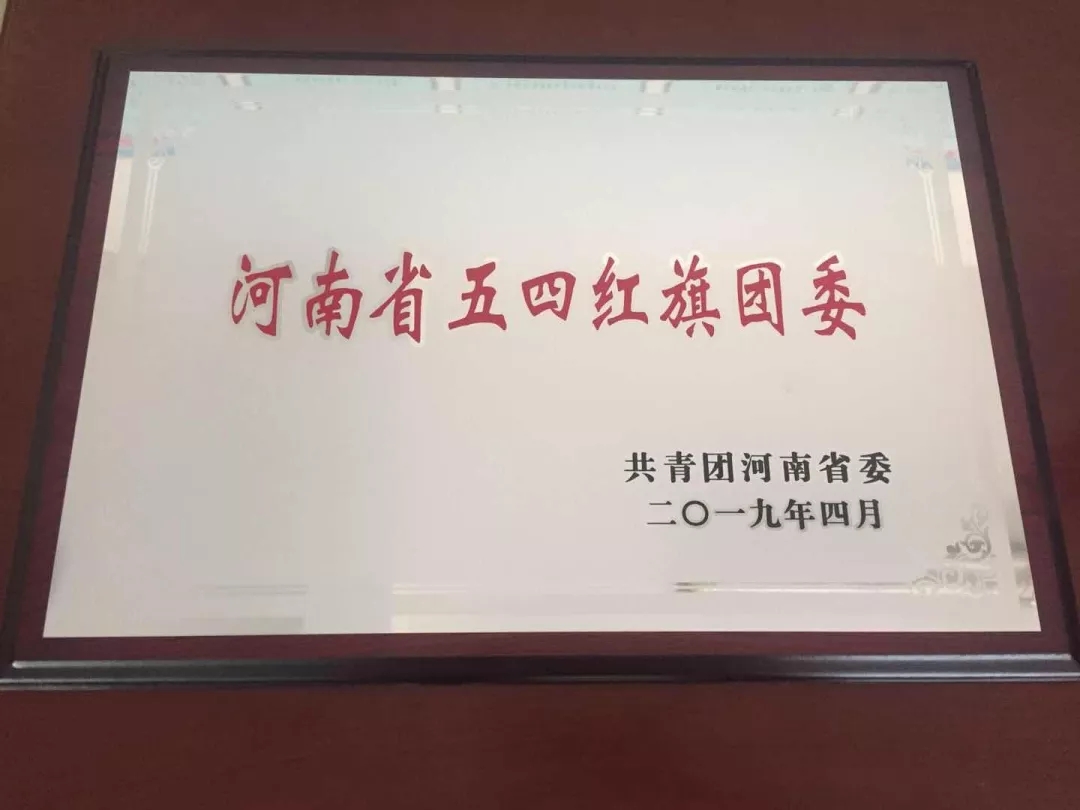 河南省五四红旗团委
共青团河南省委
二〇一九年四月